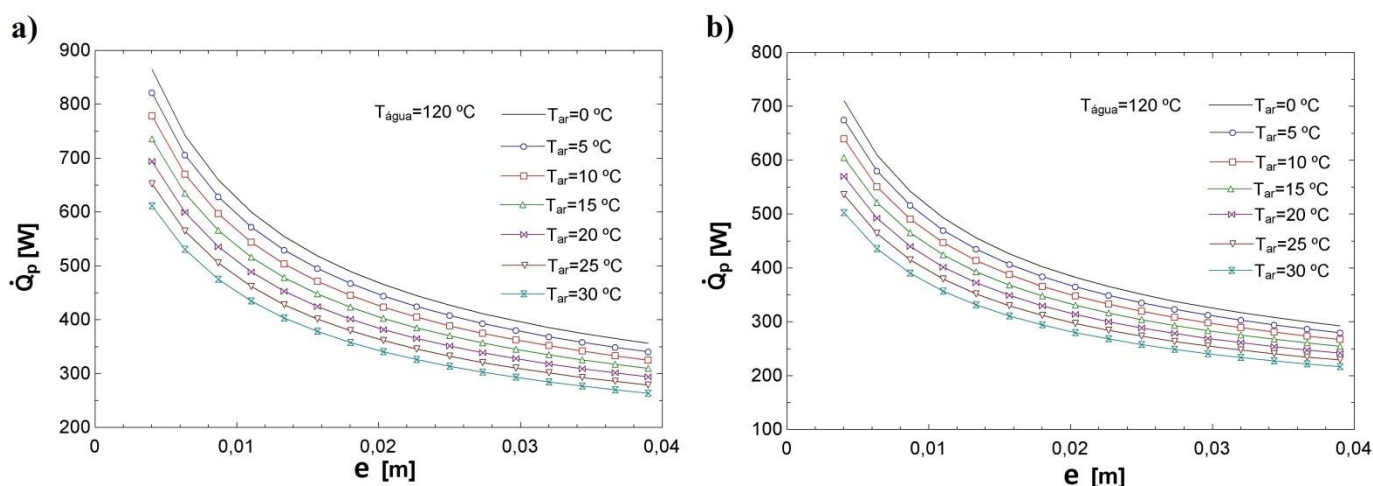 a)
900
800
700
600
500
400
300
200
Q̇p [W]
Tágua=120 ºC
Tar=0 ºC
Tar=5 ºC
Tar=10 ºC
Tar=15 ºC
Tar=20 ºC
Tar=25 ºC
Tar=30 ºC
0 0,01 0,02 0,03 0,04
e [m]
b)
800
700
600
500
400
300
200
100
Q̇p [W]
Tágua=120 ºC
Tar=0 ºC
Tar=5 ºC
Tar=10 ºC
Tar=15 ºC
Tar=20 ºC
Tar=25 ºC
Tar=30 ºC
0 0,01 0,02 0,03 0,04
e [m]